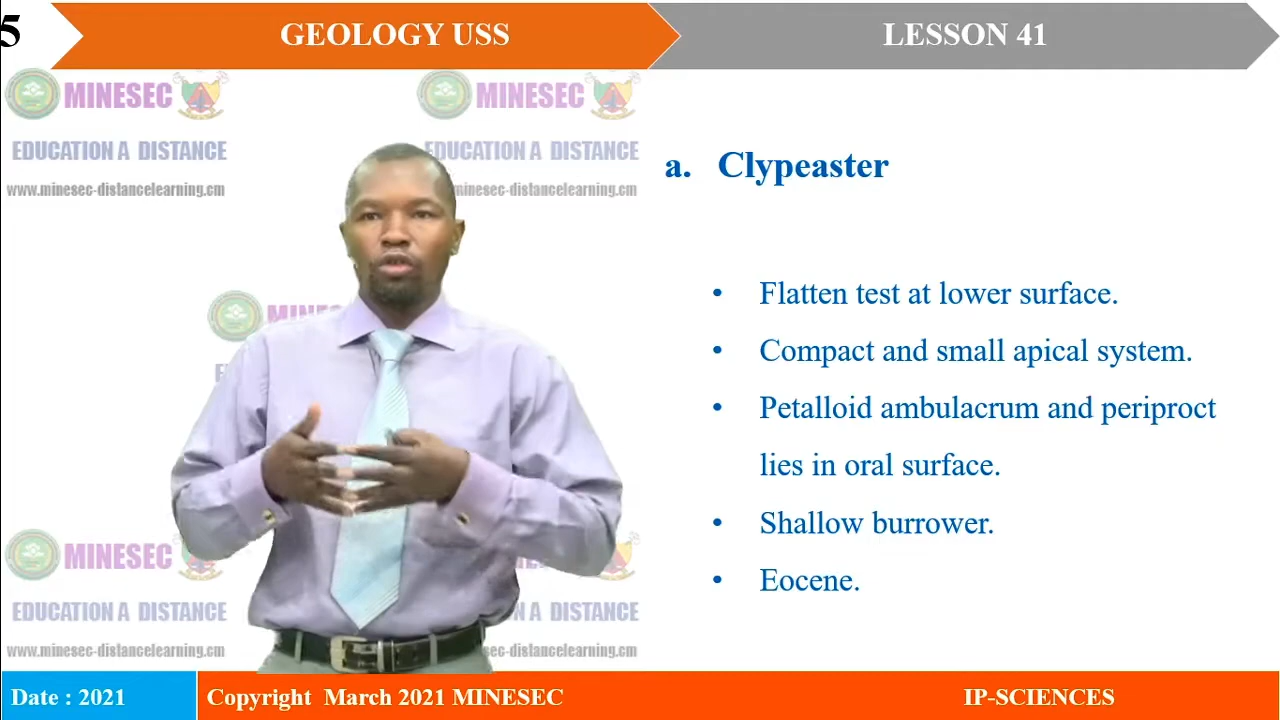 5
GEOLOGY USS
LESSON 41
MINESEC
MINESEC
EDUCATION A DISTANCE
EDUCATION A DISTANCE
www.minesec-distancelearning.cm
minesec-distancelearning.cm
a. Clypeaster
• Flatten test at lower surface.
• Compact and small apical system.
• Petalloid ambulacrum and periproct
lies in oral surface.
• Shallow burrower.
• Eocene.
MINESEC
EDUCATION A DISTANCE
N A DISTANCE
www.minesec-distancelearning.cm
sec-distancelearning.cm
Date : 2021
Copyright March 2021 MINESEC
IP-SCIENCES